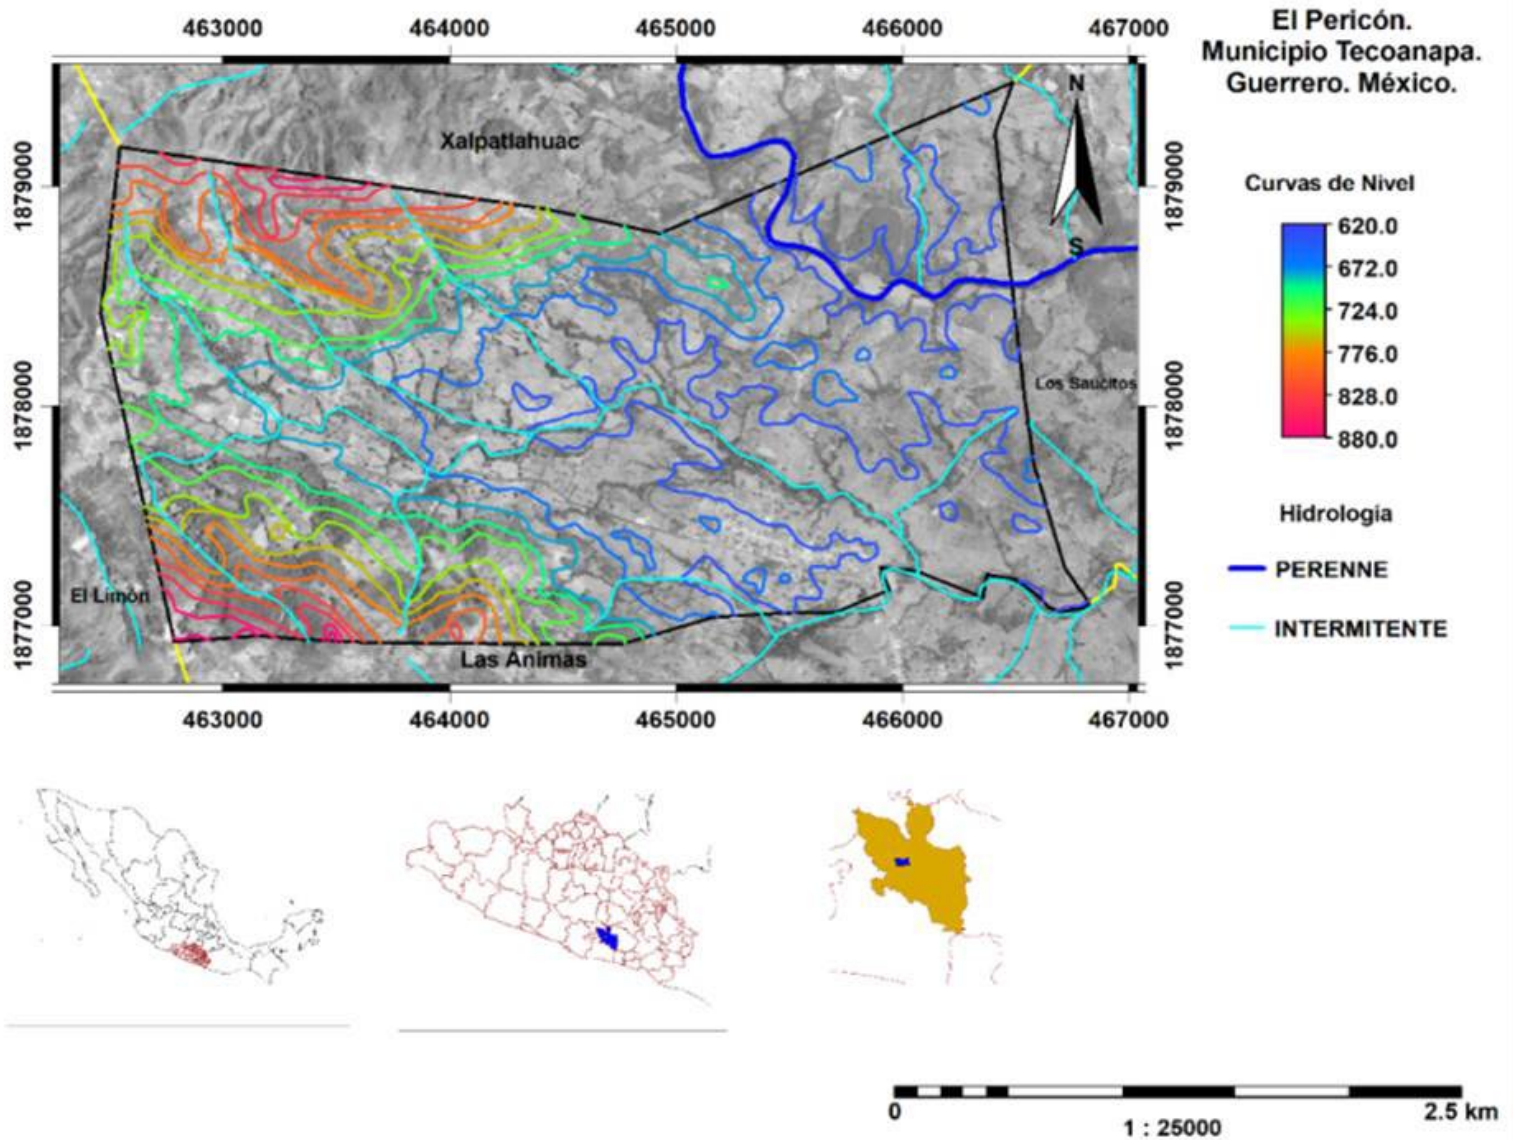 463000 464000 465000 466000 467000
El Pericón.
Municipio Tecoanapa.
Guerrero. México.
N
S
Xalpatlahuac
Los Saucitos
El Limòn
Las Ànimas
1879000
1878000
1877000
1879000
1878000
1877000
463000 464000 465000 466000 467000
Curvas de Nivel
620.0
672.0
724.0
776.0
828.0
880.0
Hidrologia
PERENNE
INTERMITENTE
0 2.5 km
1 : 25000